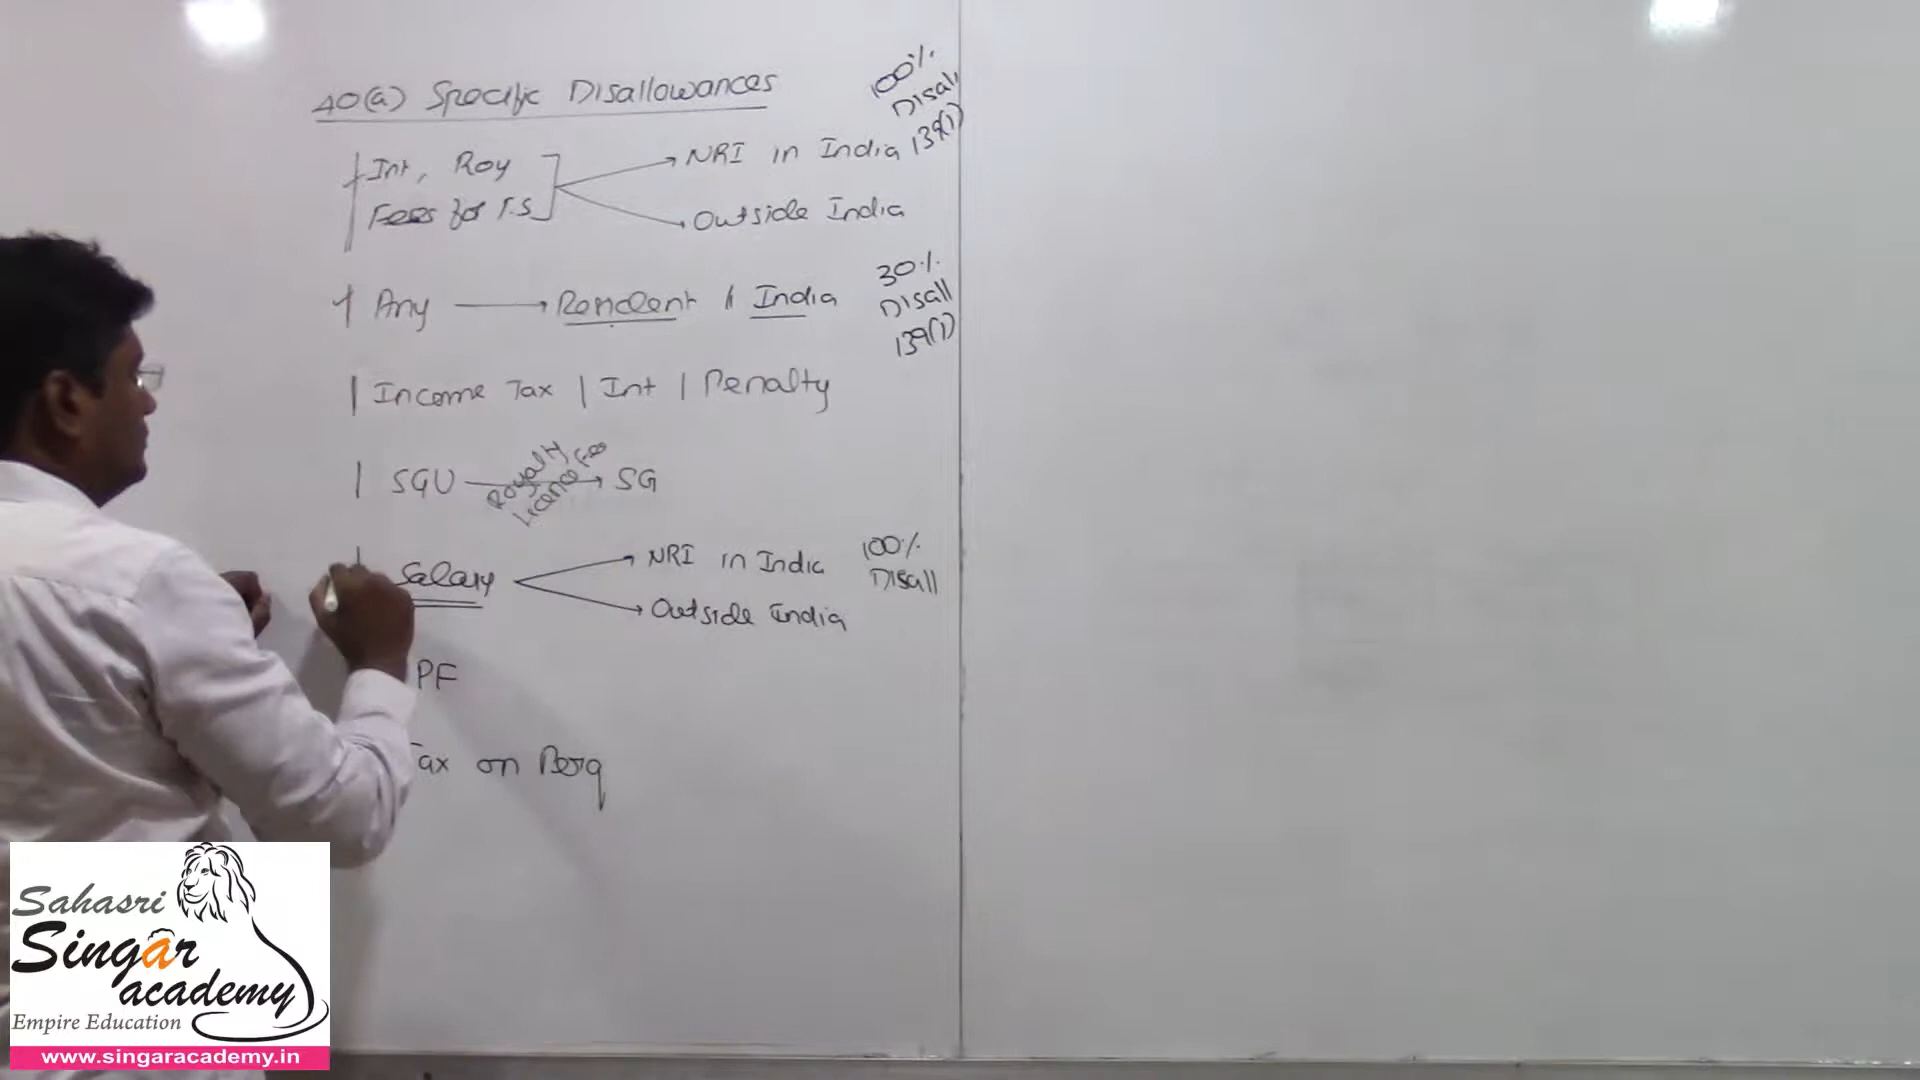 40(a) Specific Disallowances
100%
Disall
139(1)
Int, Roy
Fees for T.S
NRI in India
Outside India
Any Resident | India
30%
Disall
139(1)
Income Tax | Int | Penalty
SGU Royalty Licence Fee SG
Salary
NRI in India
Outside India
100%
Disall
PF
Tax on Perq
Sahasri
Singar
academy
Empire Education
www.singaracademy.in